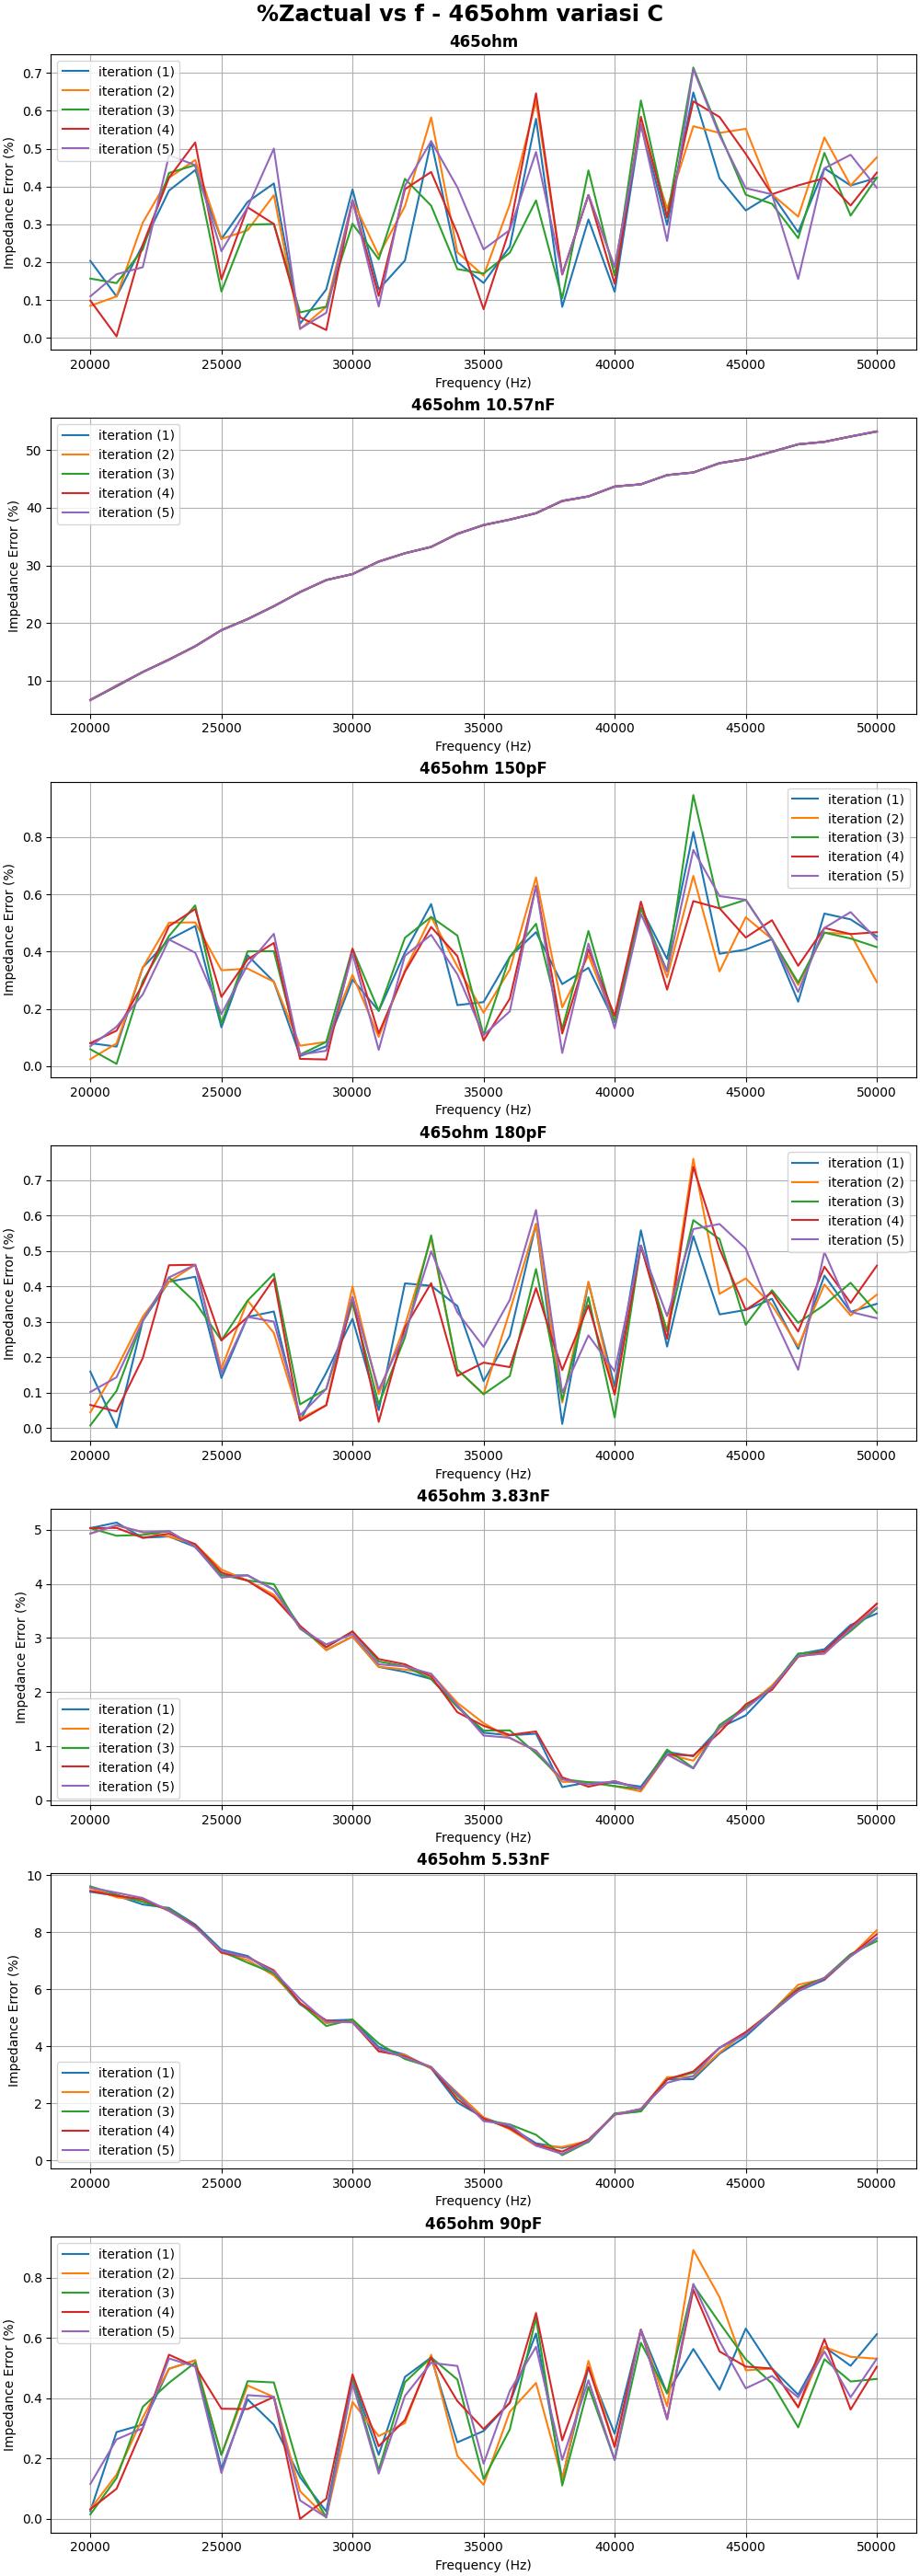 %Zactual vs f - 465ohm variasi C
465ohm
Impedance Error (%)
0.7
0.6
0.5
0.4
0.3
0.2
0.1
0.0
iteration (1)
iteration (2)
iteration (3)
iteration (4)
iteration (5)
20000 25000 30000 35000 40000 45000 50000
Frequency (Hz)
465ohm 10.57nF
Impedance Error (%)
50
40
30
20
10
iteration (1)
iteration (2)
iteration (3)
iteration (4)
iteration (5)
20000 25000 30000 35000 40000 45000 50000
Frequency (Hz)
465ohm 150pF
Impedance Error (%)
0.8
0.6
0.4
0.2
0.0
iteration (1)
iteration (2)
iteration (3)
iteration (4)
iteration (5)
20000 25000 30000 35000 40000 45000 50000
Frequency (Hz)
465ohm 180pF
Impedance Error (%)
0.7
0.6
0.5
0.4
0.3
0.2
0.1
0.0
iteration (1)
iteration (2)
iteration (3)
iteration (4)
iteration (5)
20000 25000 30000 35000 40000 45000 50000
Frequency (Hz)
465ohm 3.83nF
Impedance Error (%)
5
4
3
2
1
0
iteration (1)
iteration (2)
iteration (3)
iteration (4)
iteration (5)
20000 25000 30000 35000 40000 45000 50000
Frequency (Hz)
465ohm 5.53nF
Impedance Error (%)
10
8
6
4
2
0
iteration (1)
iteration (2)
iteration (3)
iteration (4)
iteration (5)
20000 25000 30000 35000 40000 45000 50000
Frequency (Hz)
465ohm 90pF
Impedance Error (%)
0.8
0.6
0.4
0.2
0.0
iteration (1)
iteration (2)
iteration (3)
iteration (4)
iteration (5)
20000 25000 30000 35000 40000 45000 50000
Frequency (Hz)